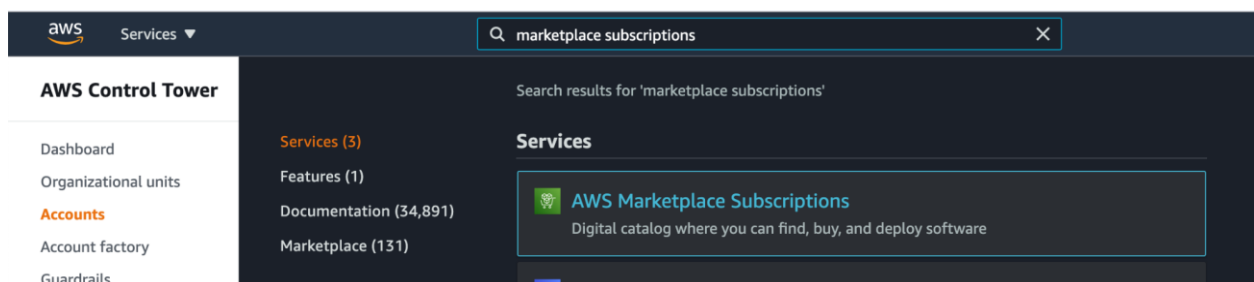 aws Services ▼ marketplace subscriptions
AWS Control Tower
Dashboard
Organizational units
Accounts
Account factory
Guardrails
Search results for 'marketplace subscriptions'
Services (3)
Features (1)
Documentation (34,891)
Marketplace (131)
Services
AWS Marketplace Subscriptions
Digital catalog where you can find, buy, and deploy software